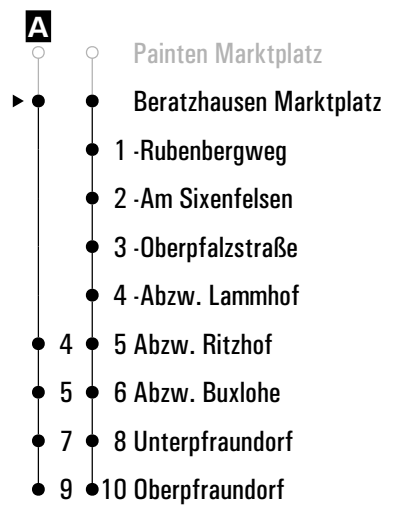 A
Painten Marktplatz
Beratzhausen Marktplatz
1 -Rubenbergweg
2 -Am Sixenfelsen
3 -Oberpfalzstraße
4 -Abzw. Lammhof
4 5 Abzw. Ritzhof
5 6 Abzw. Buxlohe
7 8 Unterpfraundorf
9 10 Oberpfraundorf